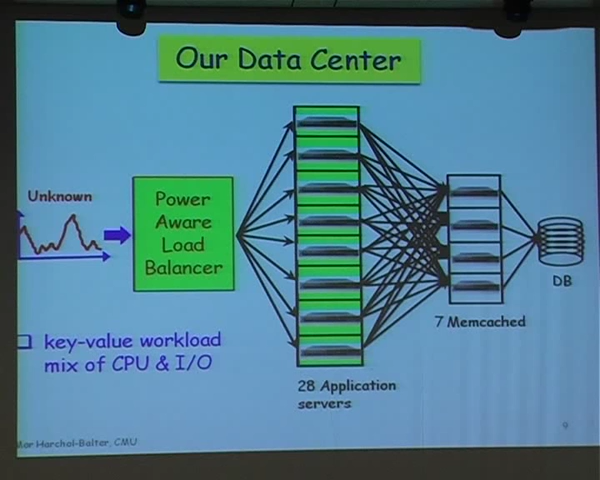 Our Data Center
Unknown
Power
Aware
Load
Balancer
DB
7 Memcached
key-value workload
mix of CPU & I/O
28 Application
servers
9
Mor Harchol-Balter, CMU